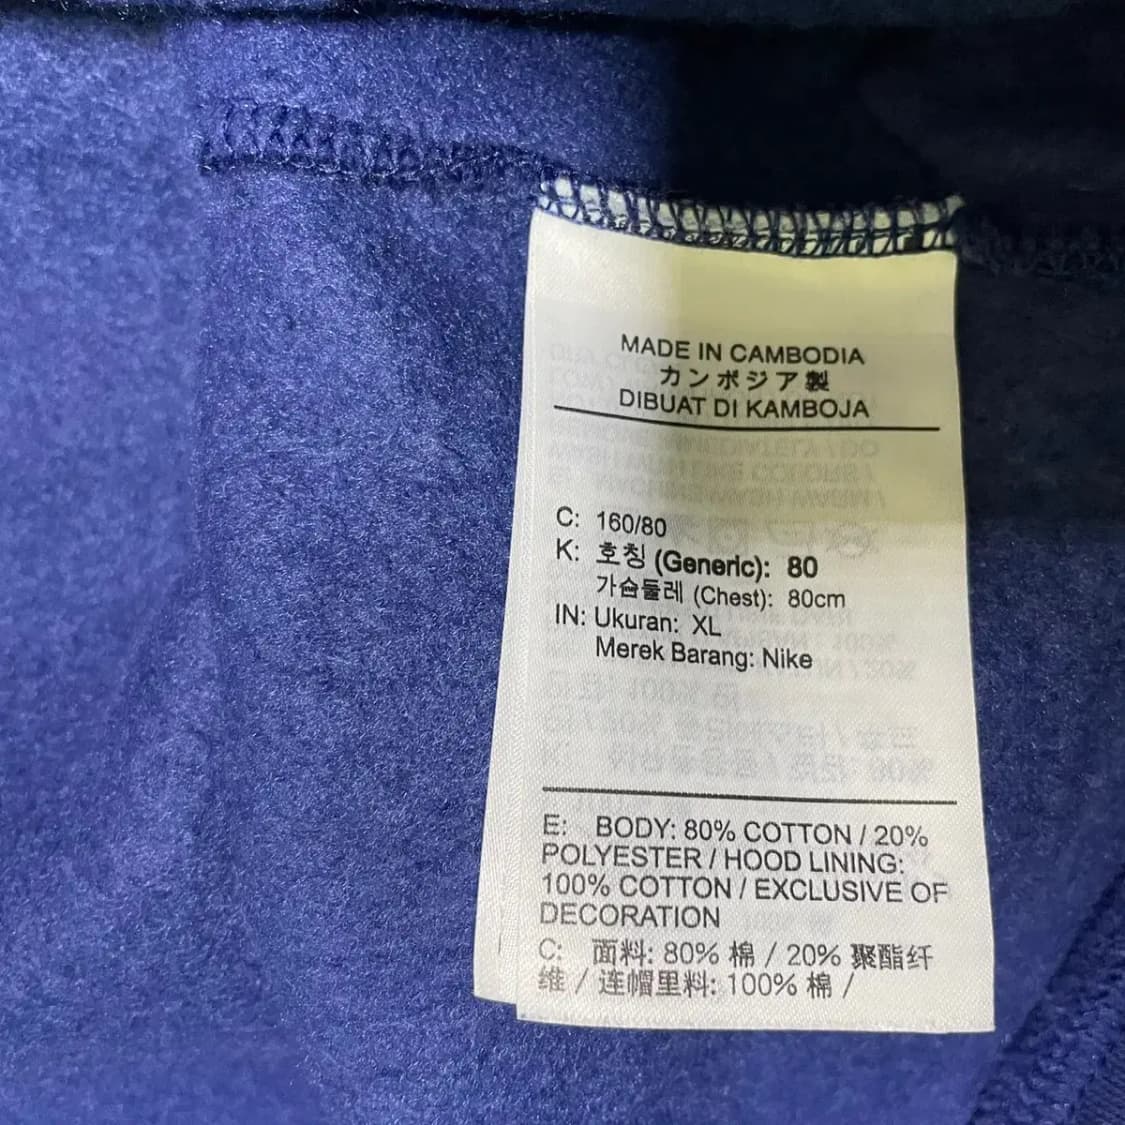 MADE IN CAMBODIA
カンボジア製
DIBUAT DI KAMBOJA
C: 160/80
K: 호칭 (Generic): 80
가슴둘레 (Chest): 80cm
IN: Ukuran: XL
Merek Barang: Nike
E: BODY: 80% COTTON / 20%
POLYESTER / HOOD LINING:
100% COTTON / EXCLUSIVE OF
DECORATION
C: 面料: 80% 棉 / 20% 聚酯纤
维 / 连帽里料: 100% 棉 /